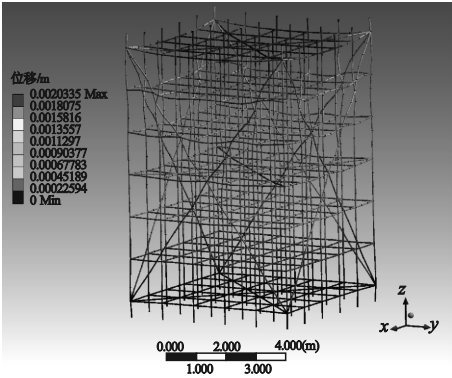 位移/m
0.0020335 Max
0.0018075
0.0015816
0.0013557
0.0011297
0.00090377
0.00067783
0.00045189
0.00022594
0 Min
z
x
y
0.000 2.000 4.000(m)
1.000 3.000